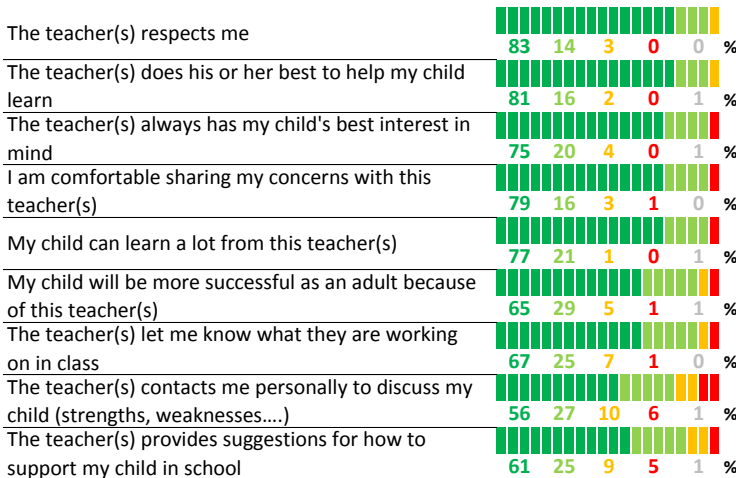 The teacher(s) respects me
83 14 3 0 0 %
The teacher(s) does his or her best to help my child
learn
81 16 2 0 1 %
The teacher(s) always has my child's best interest in
mind
75 20 4 0 1 %
I am comfortable sharing my concerns with this
teacher(s)
79 16 3 1 0 %
My child can learn a lot from this teacher(s)
77 21 1 0 1 %
My child will be more successful as an adult because
of this teacher(s)
65 29 5 1 1 %
The teacher(s) let me know what they are working
on in class
67 25 7 1 0 %
The teacher(s) contacts me personally to discuss my
child (strengths, weaknesses....)
56 27 10 6 1 %
The teacher(s) provides suggestions for how to
support my child in school
61 25 9 5 1 %